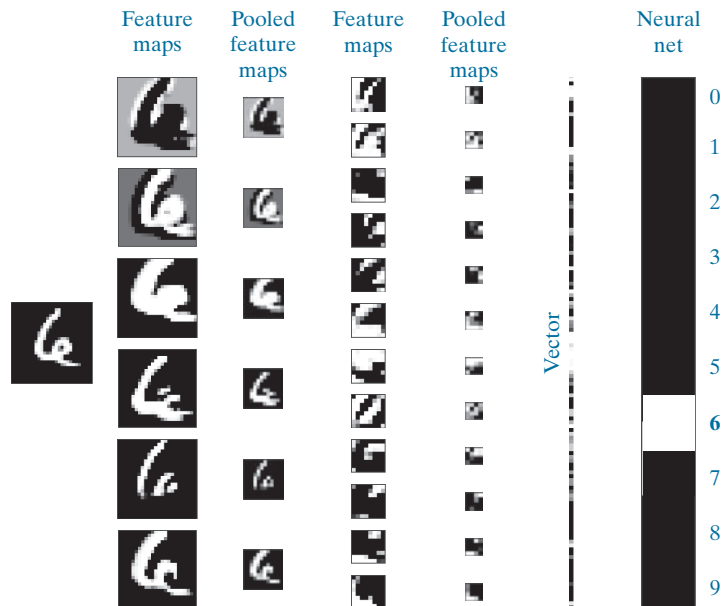 Feature
maps
Pooled
feature
maps
Feature
maps
Pooled
feature
maps
Neural
net
Vector
0
1
2
3
4
5
6
7
8
9